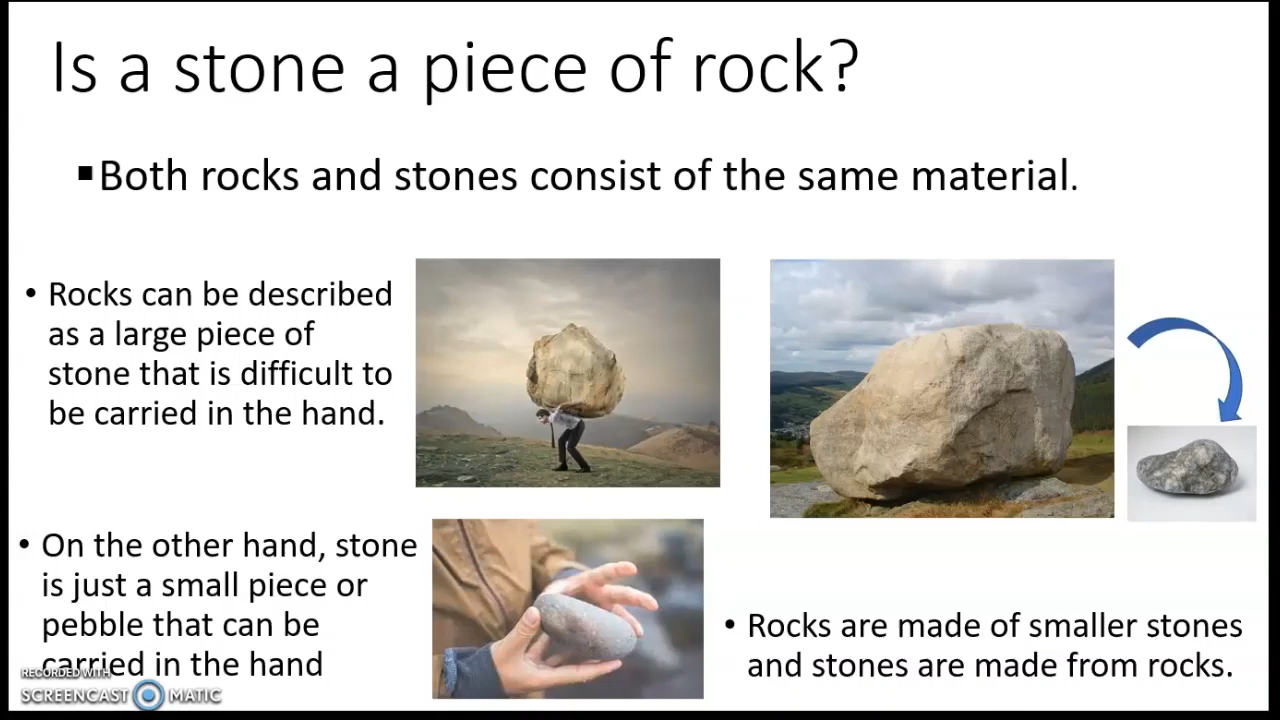 Is a stone a piece of rock?
▪Both rocks and stones consist of the same material.
• Rocks can be described
as a large piece of
stone that is difficult to
be carried in the hand.
• On the other hand, stone
is just a small piece or
pebble that can be
carried in the hand
• Rocks are made of smaller stones
and stones are made from rocks.
RECORDED WITH
SCREENCAST MATIC